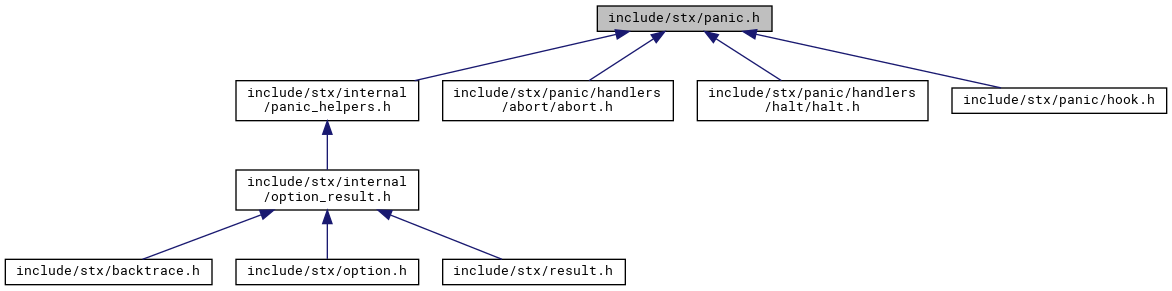 include/stx/panic.h
include/stx/internal
/panic_helpers.h
include/stx/panic/handlers
/abort/abort.h
include/stx/panic/handlers
/halt/halt.h
include/stx/panic/hook.h
include/stx/internal
/option_result.h
include/stx/backtrace.h
include/stx/option.h
include/stx/result.h